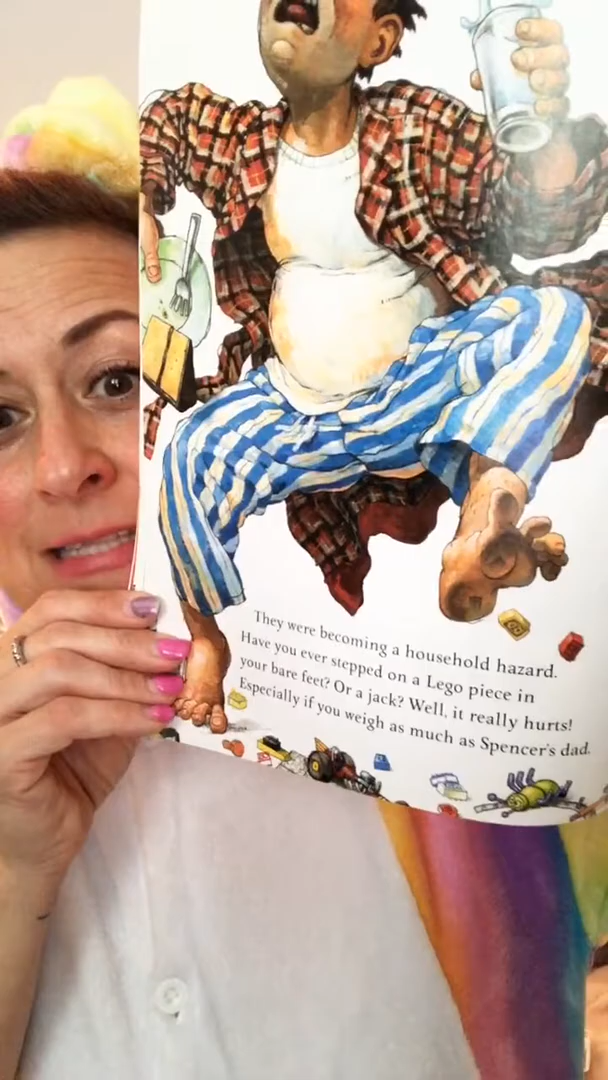 They were becoming a household hazard.
Have you ever stepped on a Lego piece in
your bare feet? Or a jack? Well, it really hurts!
Especially if you weigh as much as Spencer's dad.